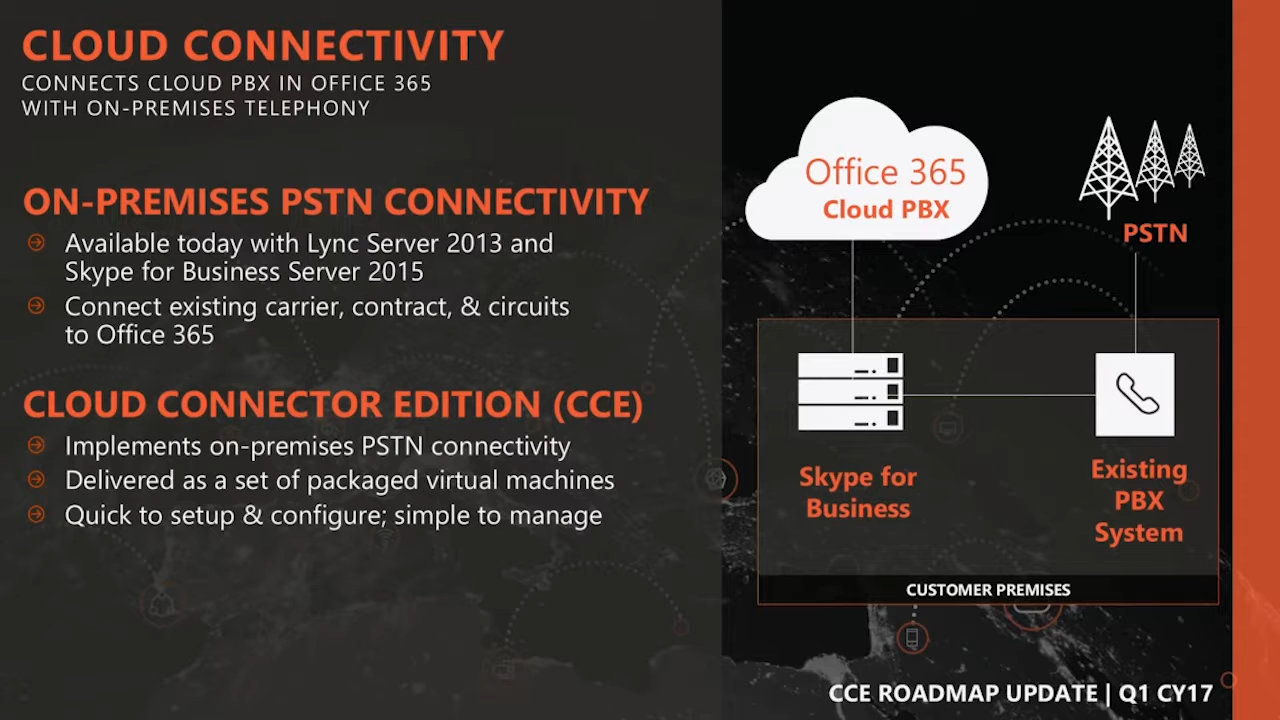 CLOUD CONNECTIVITY
CONNECTS CLOUD PBX IN OFFICE 365
WITH ON-PREMISES TELEPHONY
ON-PREMISES PSTN CONNECTIVITY
Available today with Lync Server 2013 and
Skype for Business Server 2015
Connect existing carrier, contract, & circuits
to Office 365
CLOUD CONNECTOR EDITION (CCE)
Implements on-premises PSTN connectivity
Delivered as a set of packaged virtual machines
Quick to setup & configure; simple to manage
Office 365
Cloud PBX
PSTN
Skype for
Business
Existing
PBX
System
CUSTOMER PREMISES
CCE ROADMAP UPDATE | Q1 CY17